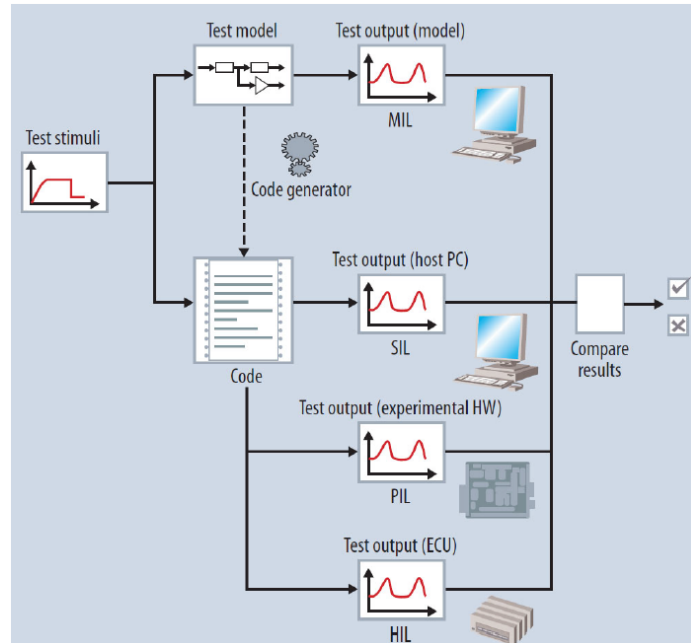 Test model
Test output (model)
MIL
Test stimuli
Code generator
Test output (host PC)
SIL
Code
Compare
results
Test output (experimental HW)
PIL
Test output (ECU)
HIL